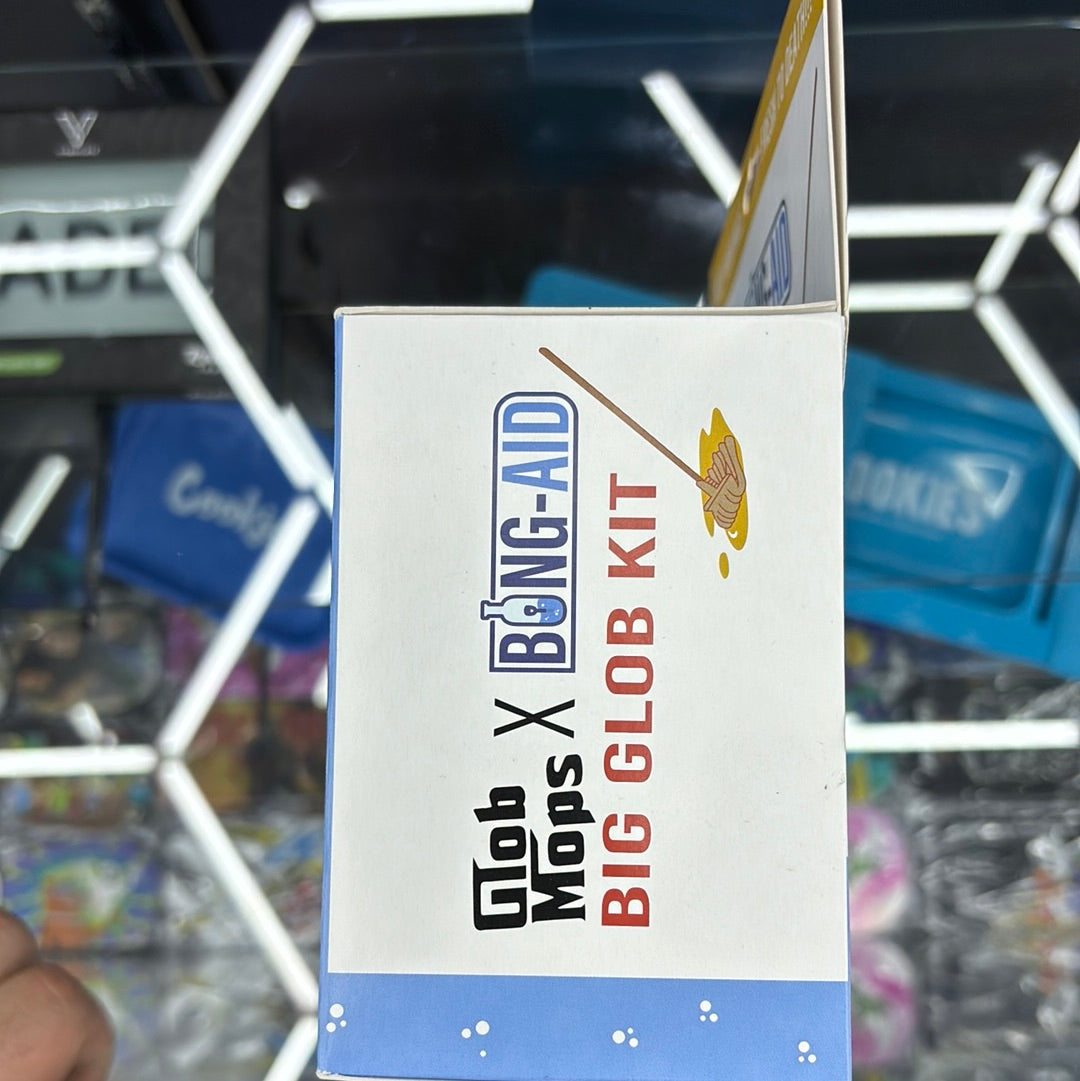 Glob
Mops X BONG-AID
BIG GLOB KIT
Cookies
COOKIES